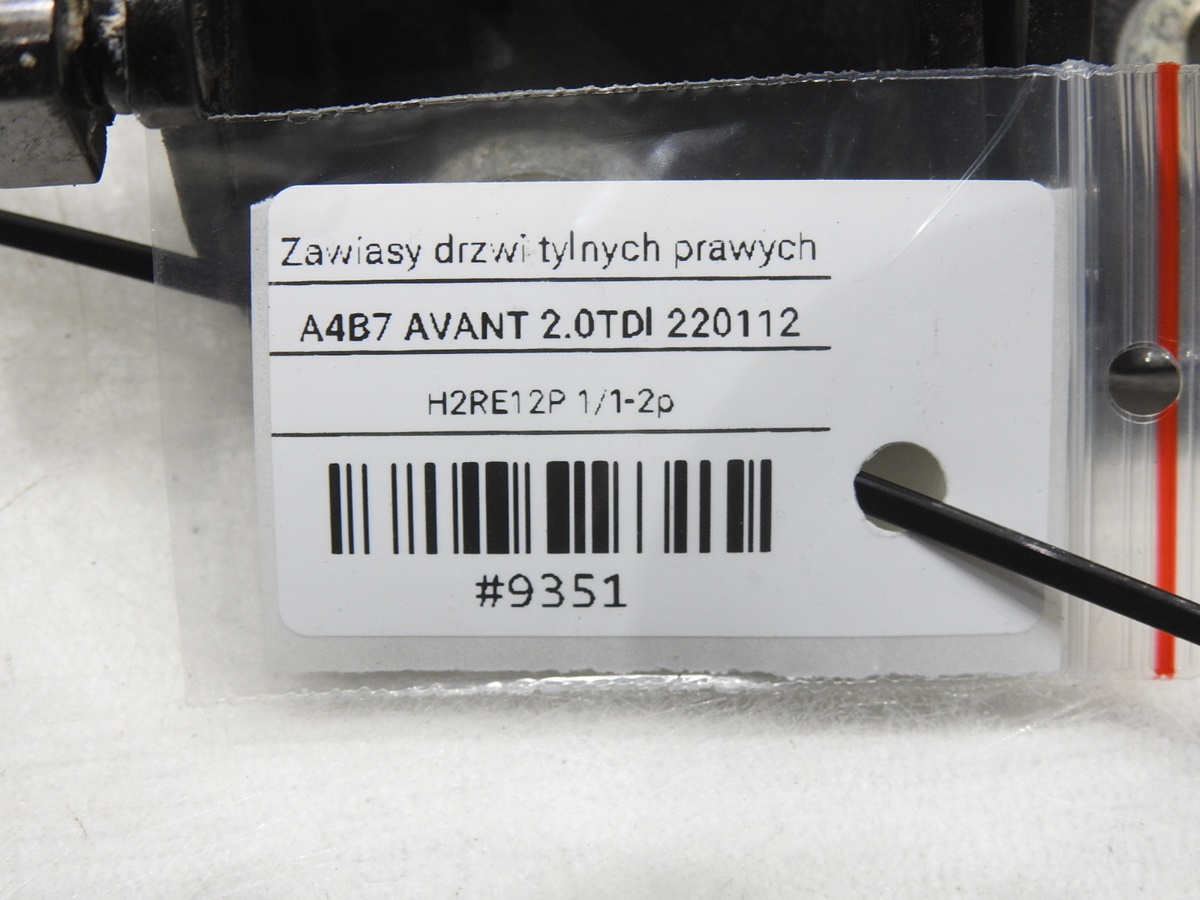 Zawiasy drzwi tylnych prawych
A4B7 AVANT 2.0TDI 220112
H2RE12P 1/1-2p
#9351